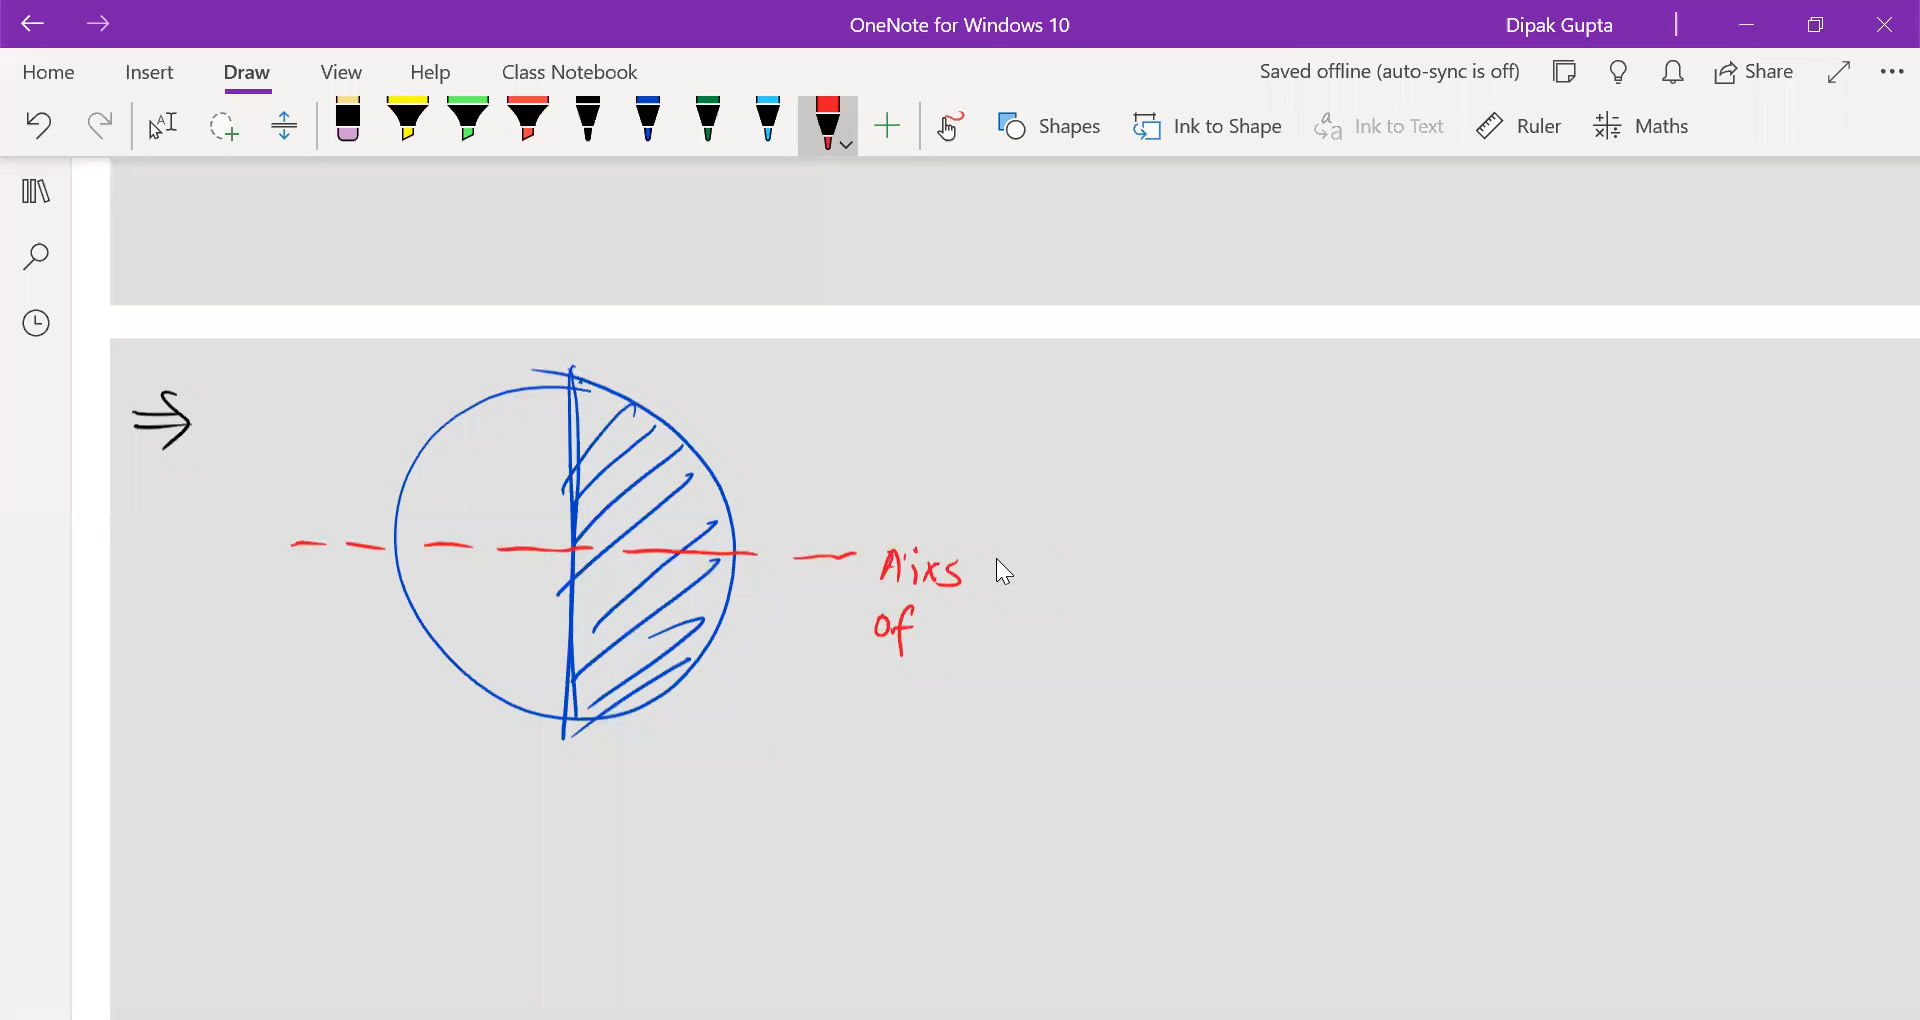 OneNote for Windows 10
Dipak Gupta
Home Insert Draw View Help Class Notebook
Saved offline (auto-sync is off)
Share
Shapes Ink to Shape Ink to Text Ruler Maths
Aixs
of